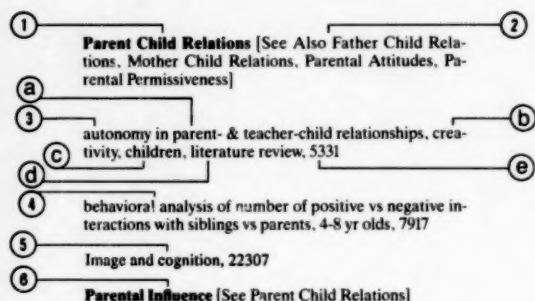 ① ②
Parent Child Relations [See Also Father Child Rela-
tions, Mother Child Relations, Parental Attitudes, Pa-
rental Permissiveness]
ⓐ
③ ⓑ
autonomy in parent- & teacher-child relationships, crea-
tivity, children, literature review, 5331
ⓒ ⓔ
ⓓ
④
behavioral analysis of number of positive vs negative in-
teractions with siblings vs parents, 4-8 yr olds, 7917
⑤
Image and cognition, 22307
⑥
Parental Influence [See Parent Child Relations]